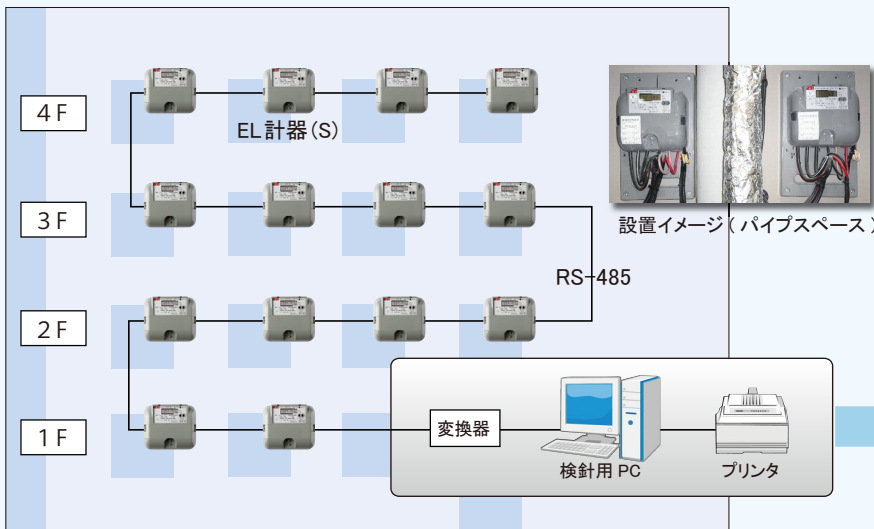 4F
EL計器(S)
3F
設置イメージ(パイプスペース)
RS-485
2F
1F
変換器
検針用PC
プリンタ